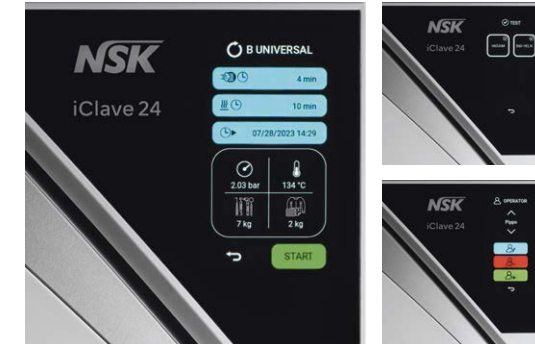 NSK
iClave 24
B UNIVERSAL
4 min
10 min
07/28/2023 14:29
2.03 bar
134 °C
7 kg
2 kg
START
NSK
iClave 24
TEST
VACUUM
NSK
iClave 24
OPERATOR
Pippo